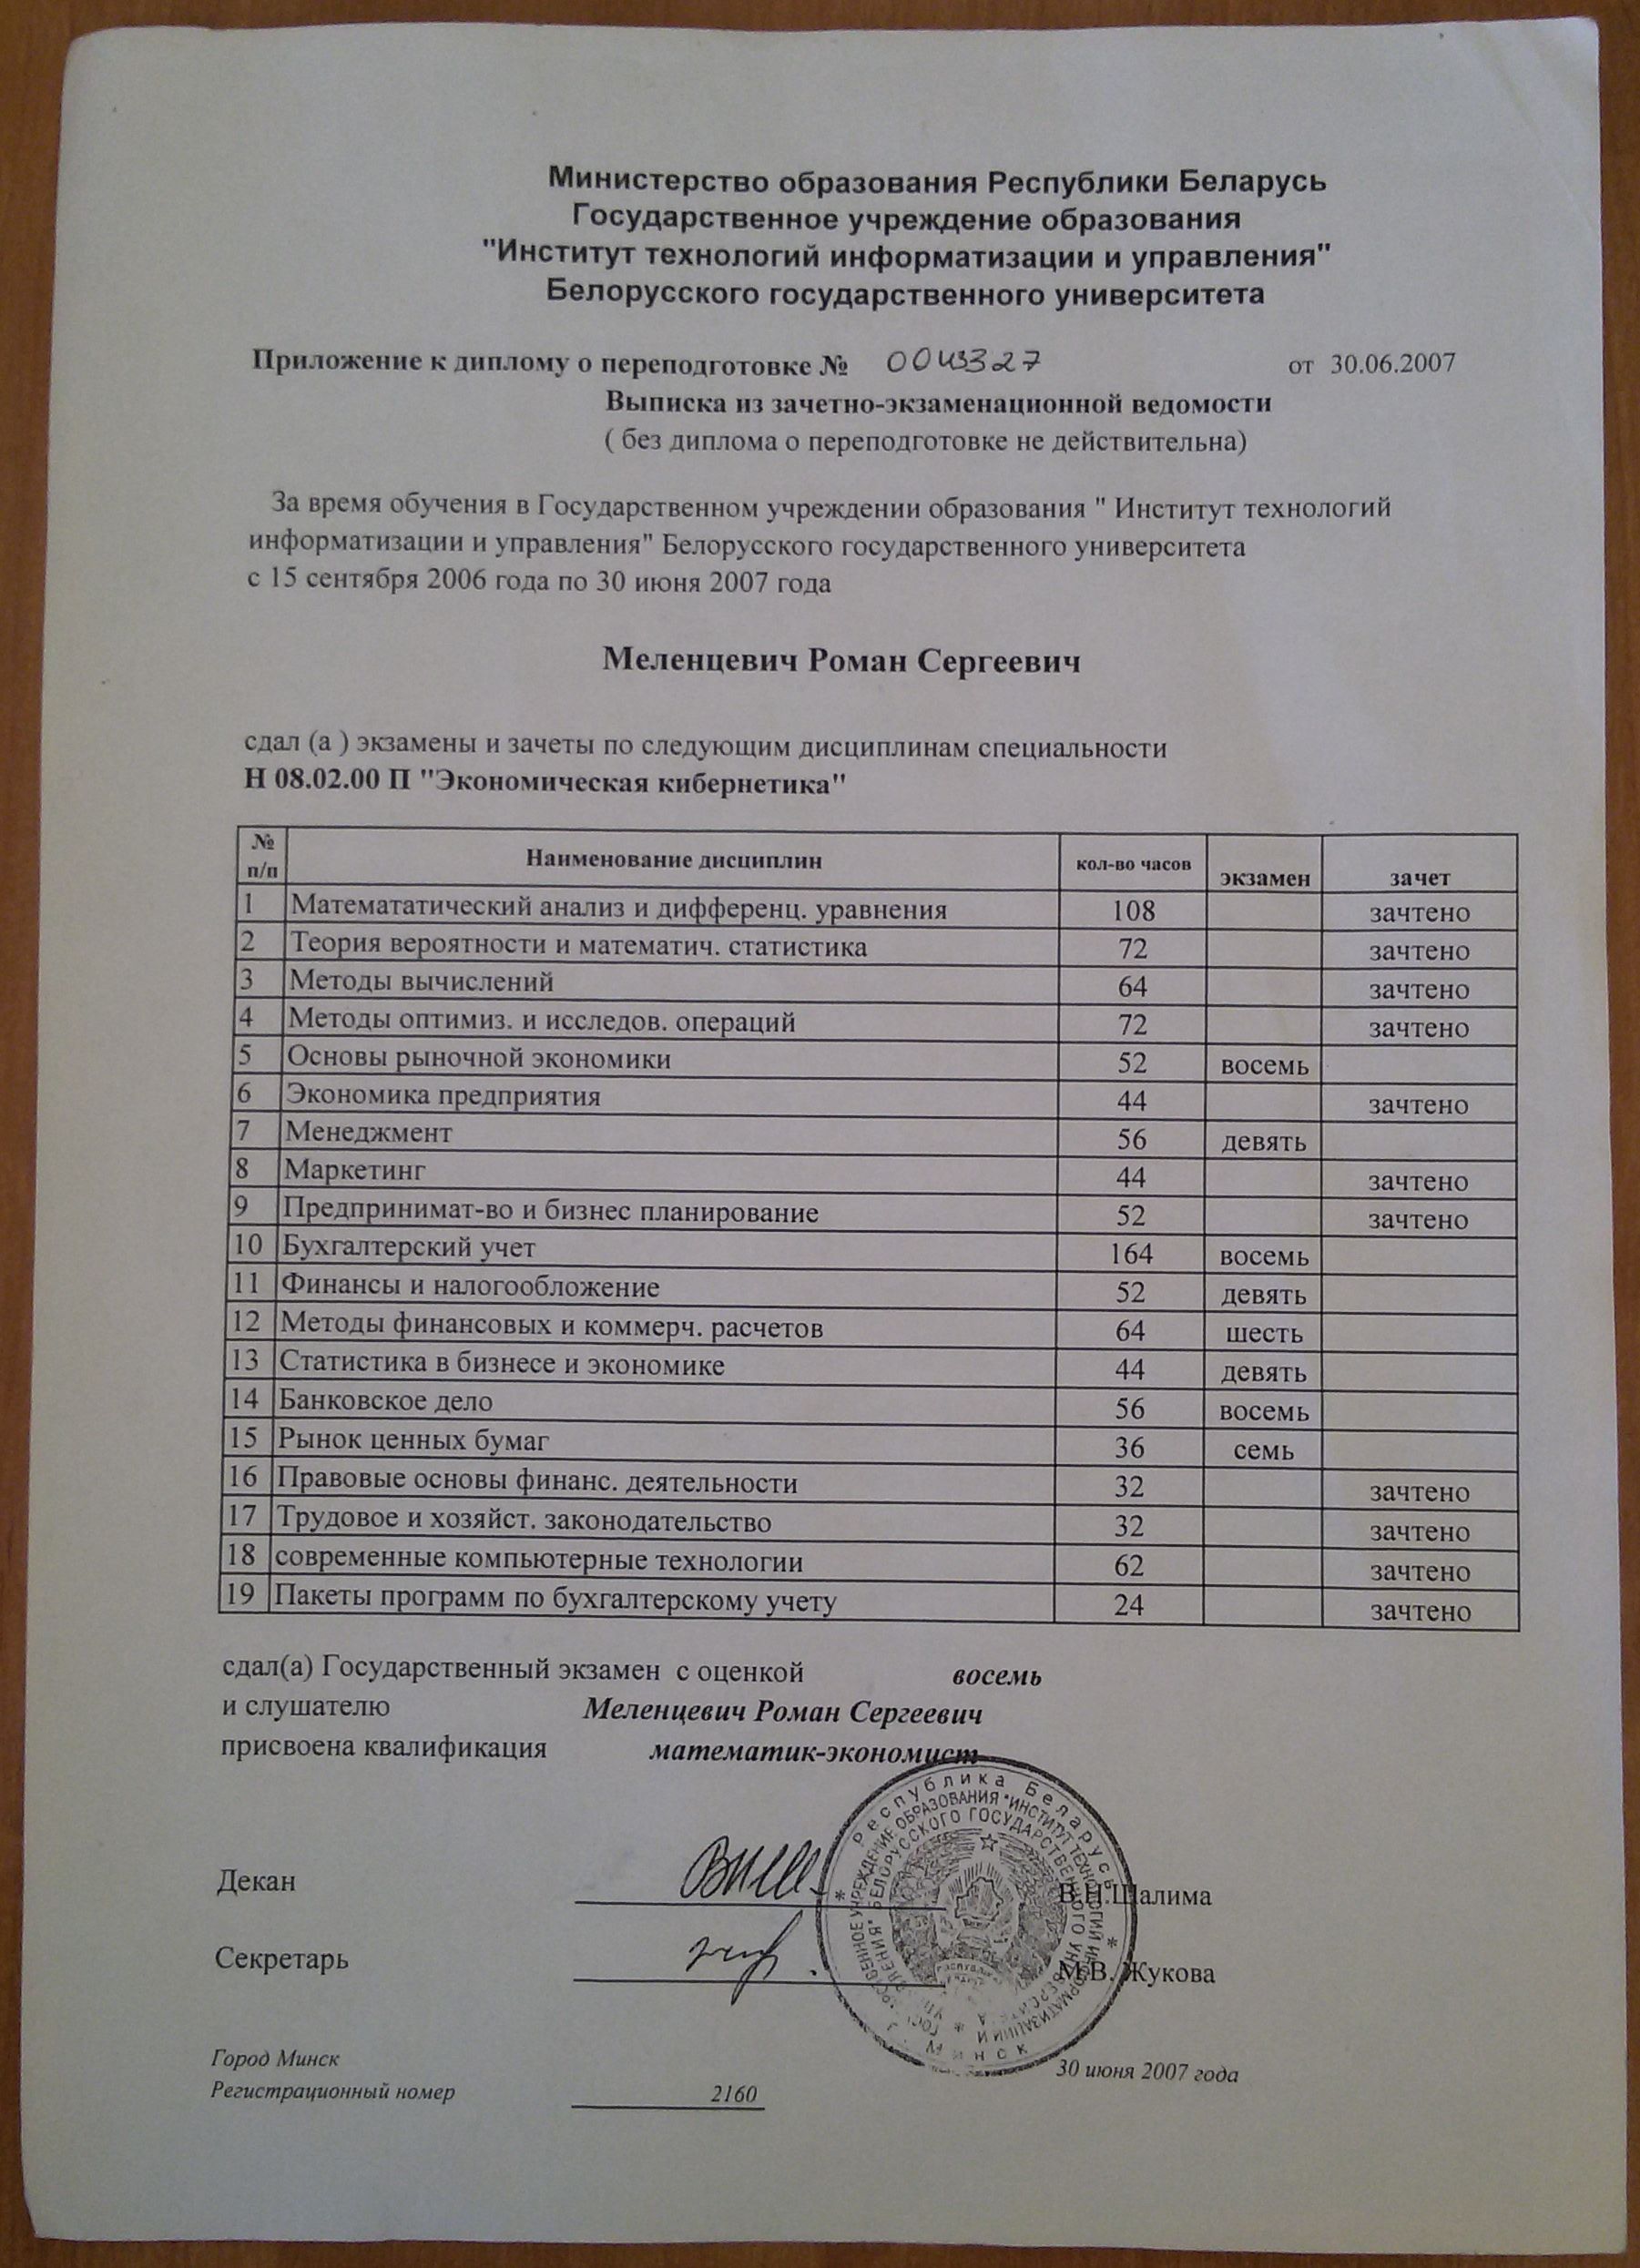 Министерство образования Республики Беларусь
Государственное учреждение образования
"Институт технологий информатизации и управления"
Белорусского государственного университета
Приложение к диплому о переподготовке № 0043327 от 30.06.2007
Выписка из зачетно-экзаменационной ведомости
( без диплома о переподготовке не действительна)
За время обучения в Государственном учреждении образования " Институт технологий
информатизации и управления" Белорусского государственного университета
с 15 сентября 2006 года по 30 июня 2007 года
Меленцевич Роман Сергеевич
сдал (а ) экзамены и зачеты по следующим дисциплинам специальности
Н 08.02.00 П "Экономическая кибернетика"
№ п/п Наименование дисциплин кол-во часов экзамен зачет
1 Математатический анализ и дифференц. уравнения 108 зачтено
2 Теория вероятности и математич. статистика 72 зачтено
3 Методы вычислений 64 зачтено
4 Методы оптимиз. и исследов. операций 72 зачтено
5 Основы рыночной экономики 52 восемь
6 Экономика предприятия 44 зачтено
7 Менеджмент 56 девять
8 Маркетинг 44 зачтено
9 Предпринимат-во и бизнес планирование 52 зачтено
10 Бухгалтерский учет 164 восемь
11 Финансы и налогообложение 52 девять
12 Методы финансовых и коммерч. расчетов 64 шесть
13 Статистика в бизнесе и экономике 44 девять
14 Банковское дело 56 восемь
15 Рынок ценных бумаг 36 семь
16 Правовые основы финанс. деятельности 32 зачтено
17 Трудовое и хозяйст. законодательство 32 зачтено
18 современные компьютерные технологии 62 зачтено
19 Пакеты программ по бухгалтерскому учету 24 зачтено
сдал(а) Государственный экзамен с оценкой восемь
и слушателю Меленцевич Роман Сергеевич
присвоена квалификация математик-экономист
Республика Беларусь
УЧРЕЖДЕНИЕ ОБРАЗОВАНИЯ "ИНСТИТУТ ТЕХНОЛОГИЙ ИНФОРМАТИЗАЦИИ И
БЕЛОРУССКОГО ГОСУДАРСТВЕННОГО
Декан В.Н.Шалима
Секретарь М.В. Жукова
Минск
Город Минск 30 июня 2007 года
Регистрационный номер 2160